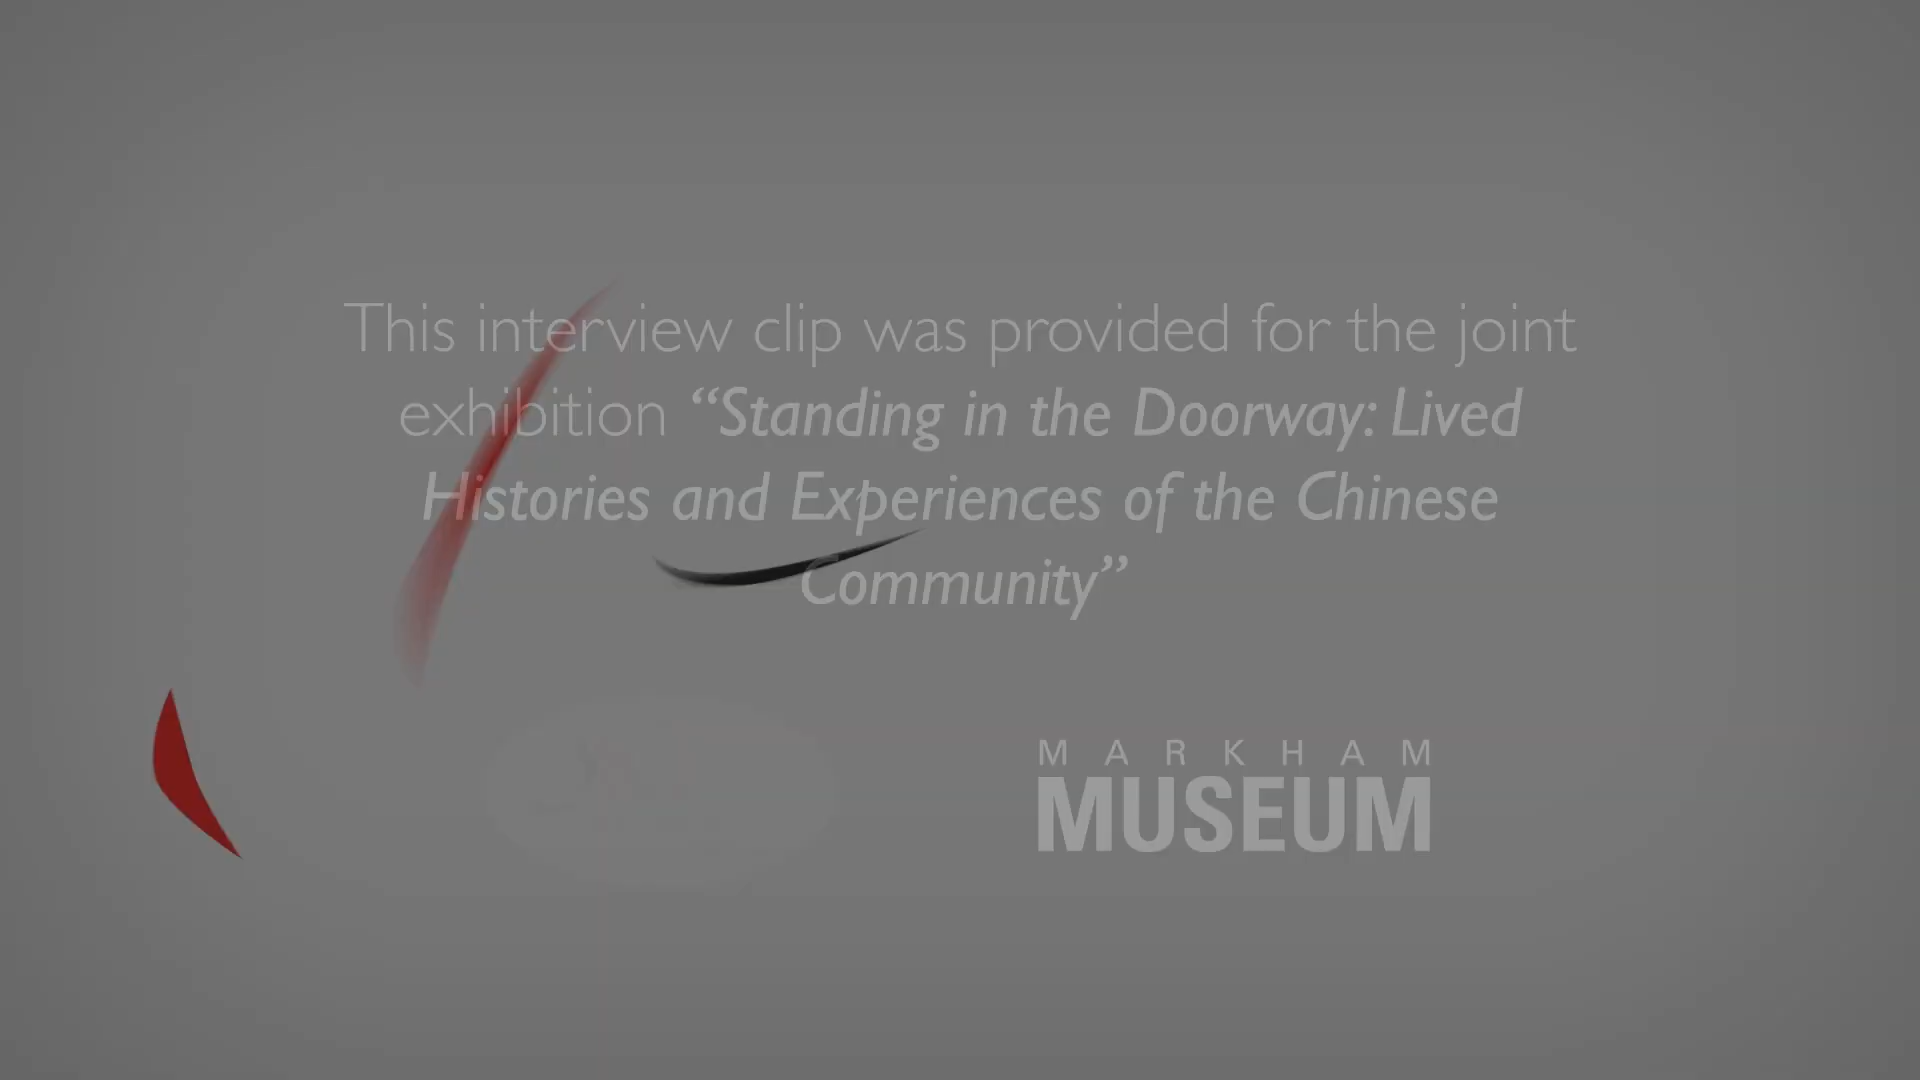 This interview clip was provided for the joint
exhibition “Standing in the Doorway: Lived
Histories and Experiences of the Chinese
Community”
MARKHAM
MUSEUM